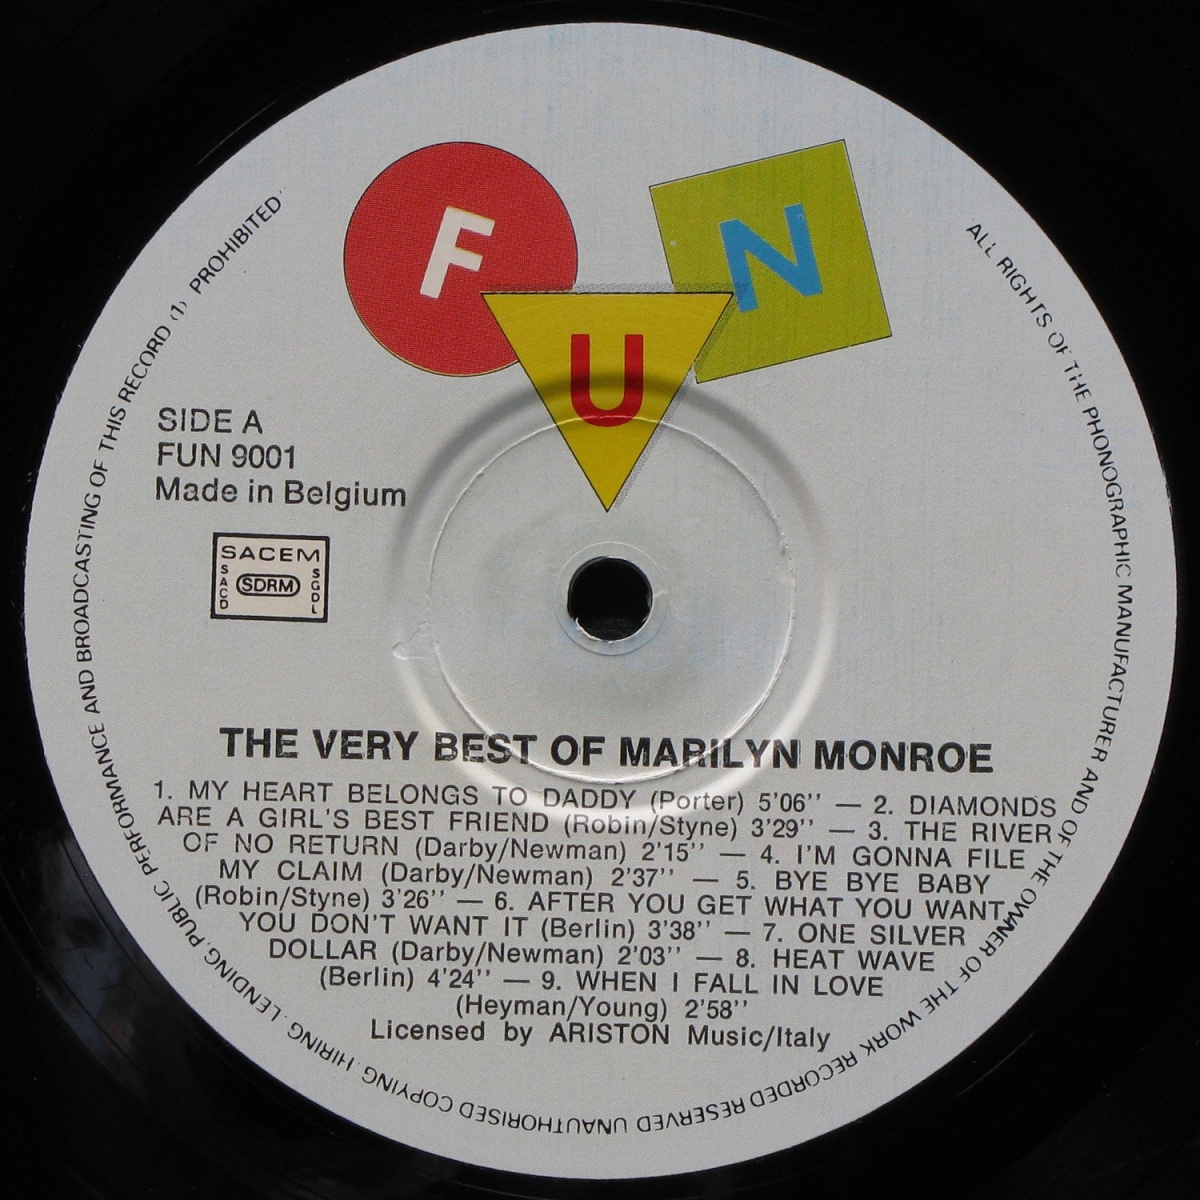 FUN
SIDE A
FUN 9001
Made in Belgium
SACEM
SACD
SDRM
SGDL
THE VERY BEST OF MARILYN MONROE
1. MY HEART BELONGS TO DADDY (Porter) 5'06'' — 2. DIAMONDS
ARE A GIRL'S BEST FRIEND (Robin/Styne) 3'29'' — 3. THE RIVER
OF NO RETURN (Darby/Newman) 2'15'' — 4. I'M GONNA FILE
MY CLAIM (Darby/Newman) 2'37'' — 5. BYE BYE BABY
(Robin/Styne) 3'26'' — 6. AFTER YOU GET WHAT YOU WANT,
YOU DON'T WANT IT (Berlin) 3'38'' — 7. ONE SILVER
DOLLAR (Darby/Newman) 2'03'' — 8. HEAT WAVE
(Berlin) 4'24'' — 9. WHEN I FALL IN LOVE
(Heyman/Young) 2'58''
Licensed by ARISTON Music/Italy
ALL RIGHTS OF THE PHONOGRAPHIC MANUFACTURER AND OF THE OWNER OF THE WORK RECORDED RESERVED UNAUTHORISED COPYING. HIRING. LENDING. PUBLIC PERFORMANCE AND BROADCASTING OF THIS RECORD (1) PROHIBITED